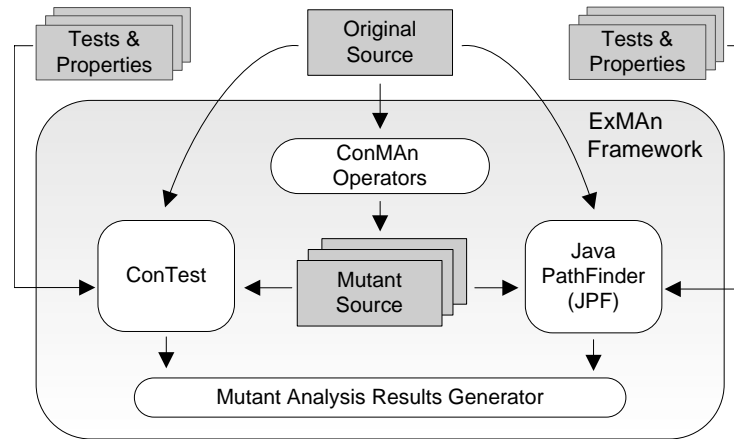 Tests &
Properties
Original
Source
Tests &
Properties
ExMAn
Framework
ConMAn
Operators
ConTest
Mutant
Source
Java
PathFinder
(JPF)
Mutant Analysis Results Generator